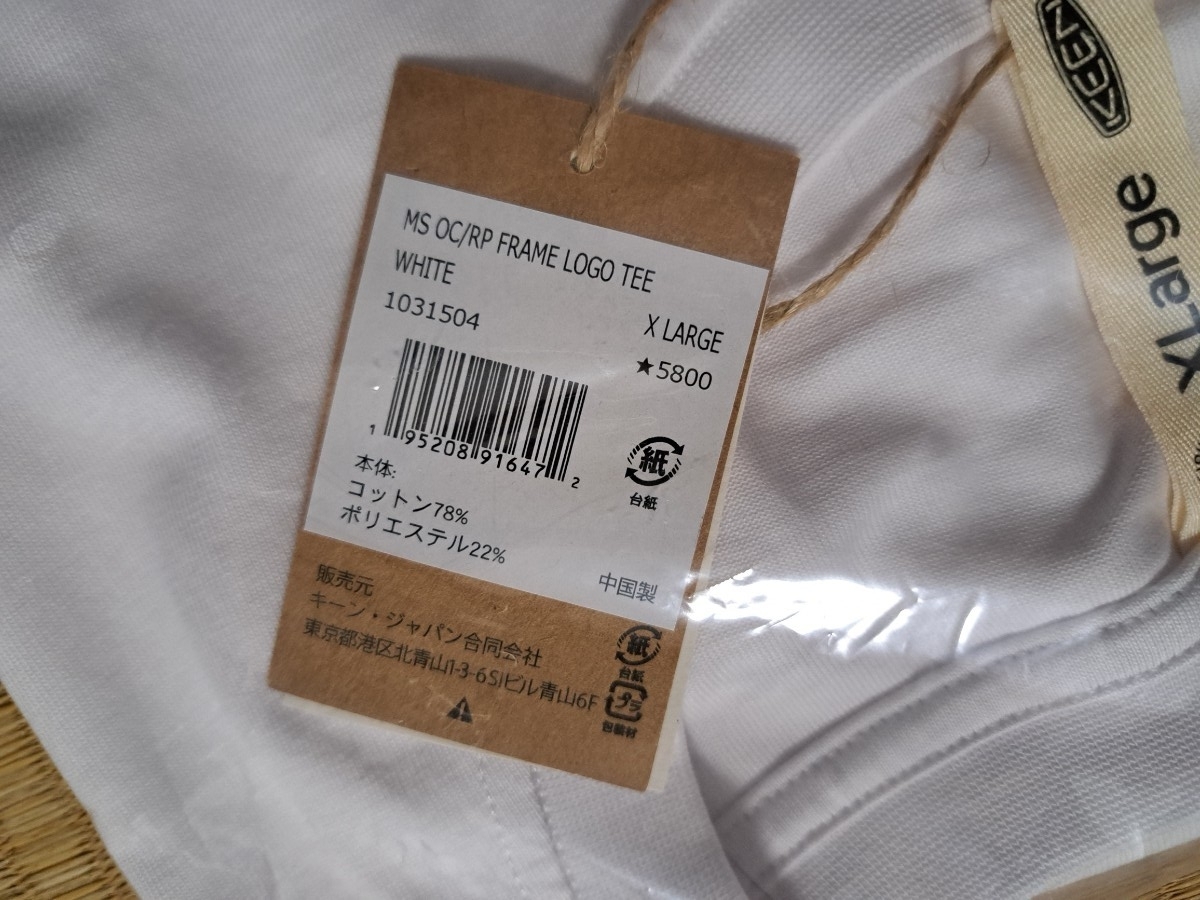 MS OC/RP FRAME LOGO TEE
WHITE
1031504
X LARGE
★5800
1 95208 91647 2
紙
台紙
本体:
コットン78%
ポリエステル22%
中国製
販売元
キーン・ジャパン合同会社
東京都港区北青山1-3-6SIビル青山6F
紙
台紙
プラ
包装材
KEEN
XLarge